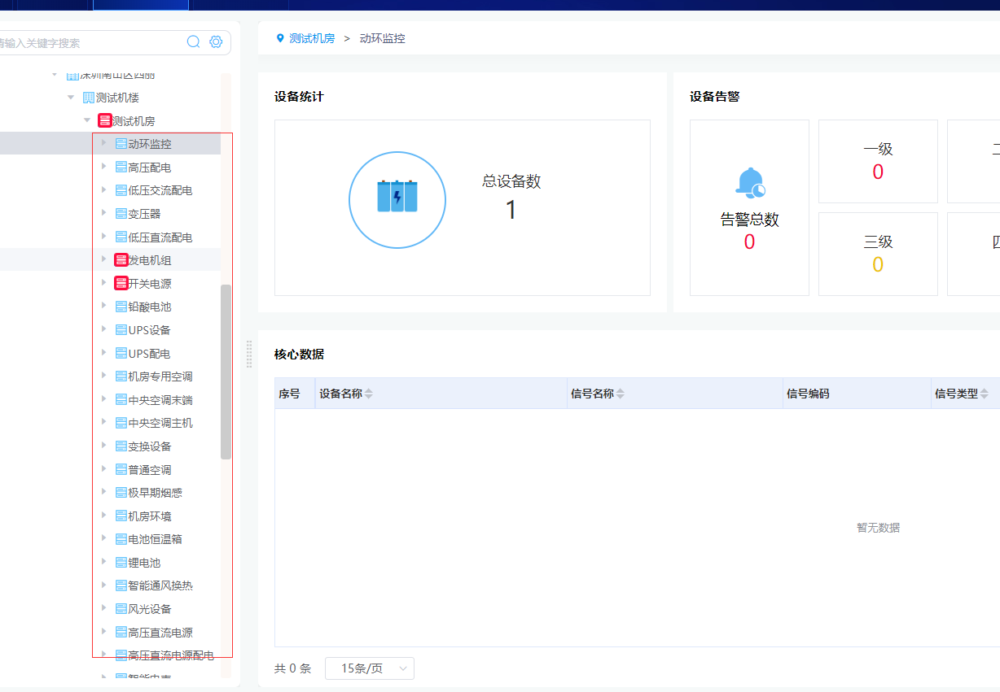 请输入关键字搜索
深圳南山区西丽
测试机楼
测试机房
动环监控
高压配电
低压交流配电
变压器
低压直流配电
发电机组
开关电源
铅酸电池
UPS设备
UPS配电
机房专用空调
中央空调末端
中央空调主机
变换设备
普通空调
极早期烟感
机房环境
电池恒温箱
锂电池
智能通风换热
风光设备
高压直流电源
高压直流电源配电
智能电表
测试机房 > 动环监控
设备统计
总设备数
1
设备告警
告警总数
0
一级
0
三级
0
核心数据
序号 设备名称 信号名称 信号编码 信号类型
暂无数据
共 0 条 15条/页